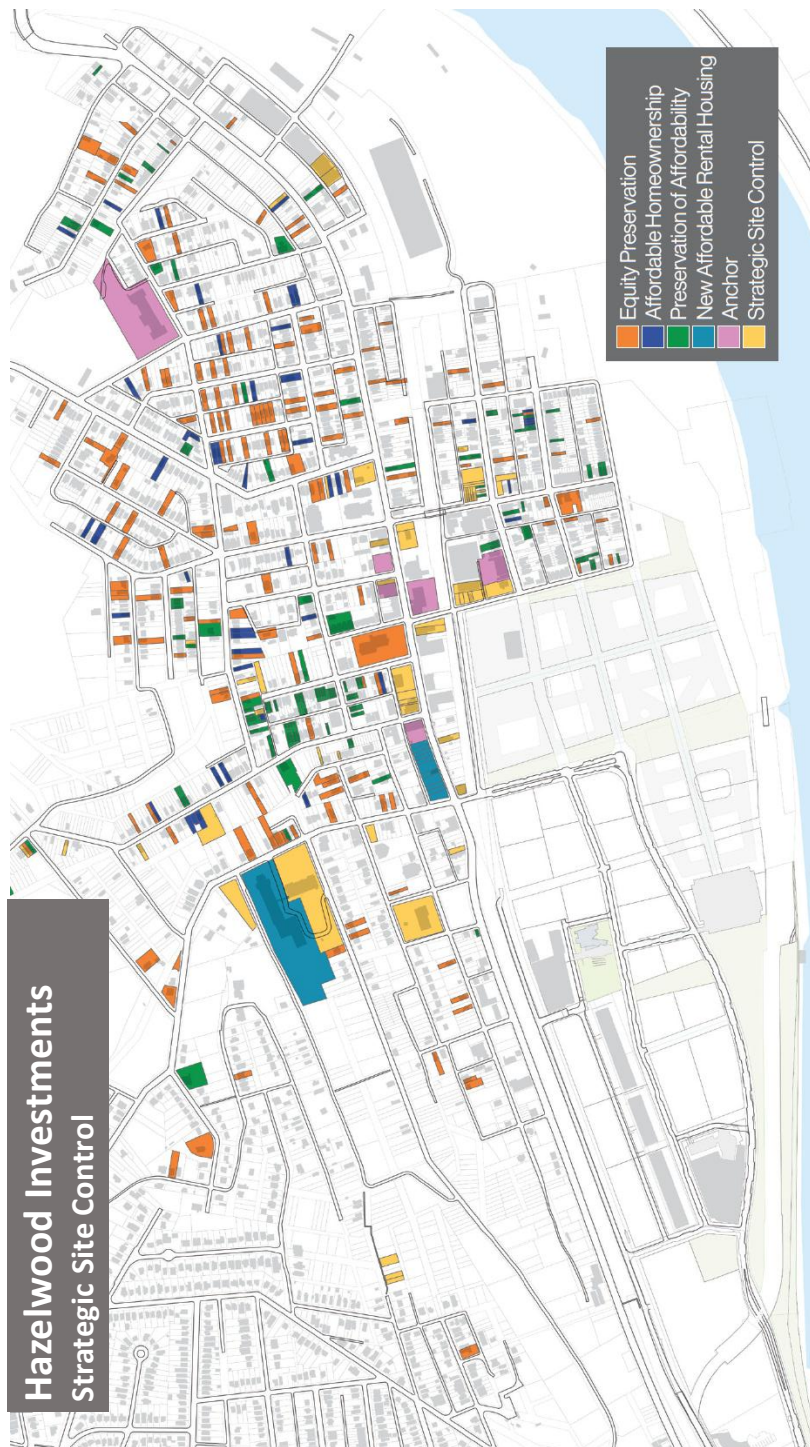 Hazelwood Investments
Strategic Site Control
Equity Preservation
Affordable Homeownership
Preservation of Affordability
New Affordable Rental Housing
Anchor
Strategic Site Control